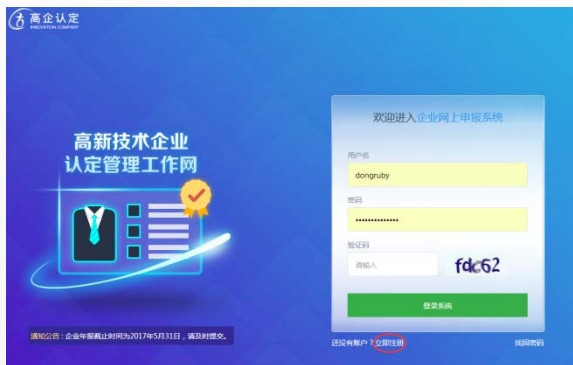 高企认定
INNOVATION COMPANY
高新技术企业
认定管理工作网
通知公告：企业年报截止时间为2017年5月31日，请及时提交。
欢迎进入企业网上申报系统
用户名
dongruby
密码
••••••••••••••
验证码
请输入
fdc62
登录系统
还没有账户？立即注册
找回密码